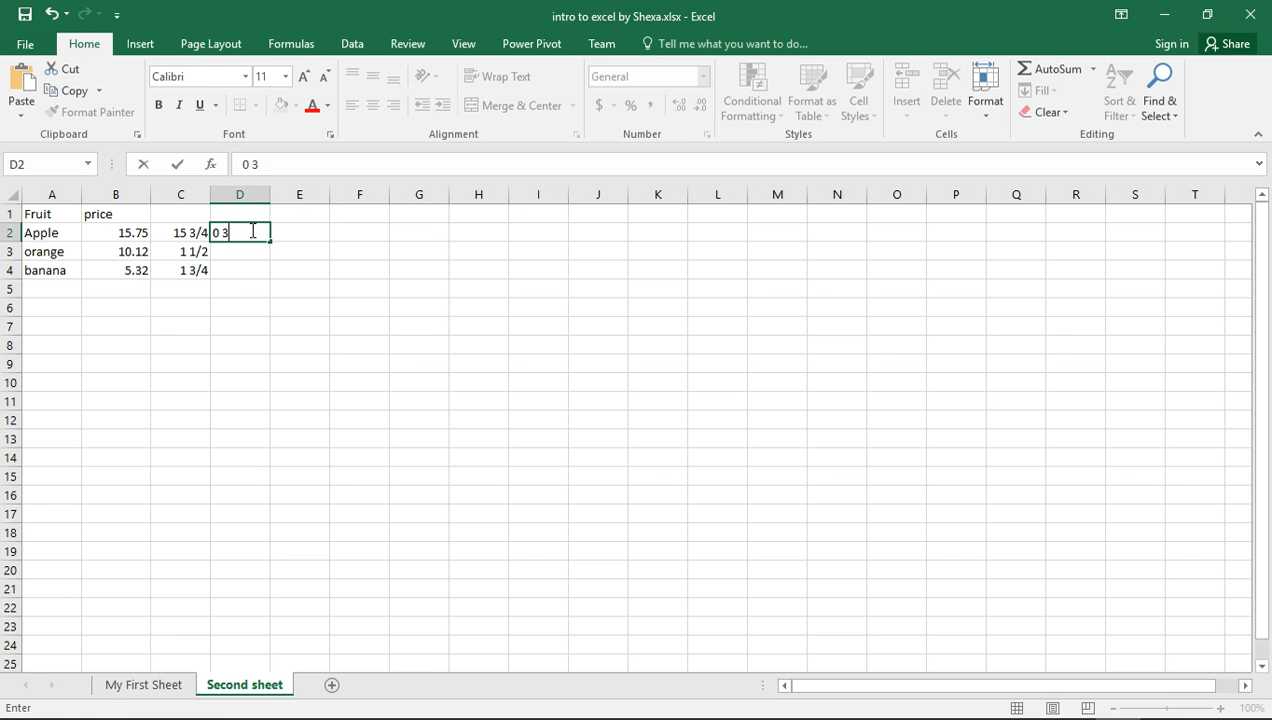 intro to excel by Shexa.xlsx - Excel
File Home Insert Page Layout Formulas Data Review View Power Pivot Team Tell me what you want to do... Sign in Share
Paste Cut Copy Format Painter Clipboard
Calibri 11 B I U A Font
Wrap Text Merge & Center Alignment
General $ % , Number
Conditional Formatting Format as Table Cell Styles Styles
Insert Delete Format Cells
AutoSum Fill Clear Sort & Filter Find & Select Editing
D2 fx 0 3
A B C D E F G H I J K L M N O P Q R S T
1 Fruit price
2 Apple 15.75 15 3/4 0 3
3 orange 10.12 1 1/2
4 banana 5.32 1 3/4
5
6
7
8
9
10
11
12
13
14
15
16
17
18
19
20
21
22
23
24
25
My First Sheet Second sheet
Enter 100%